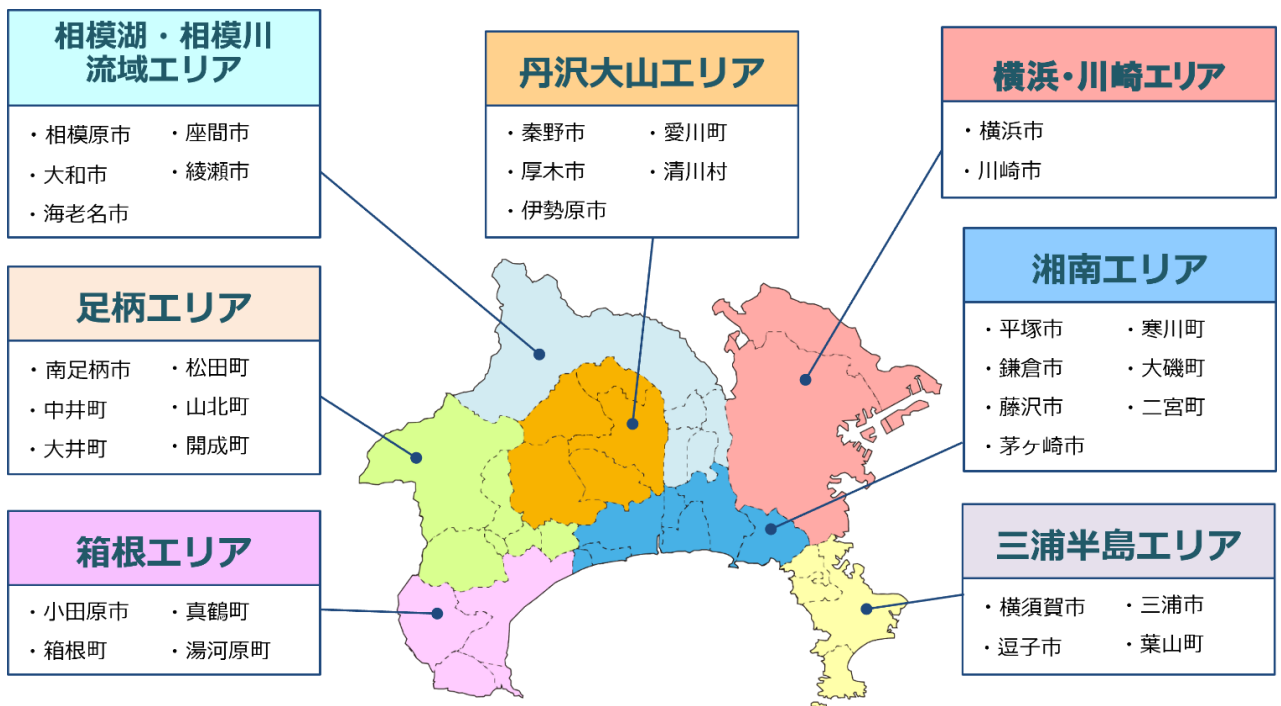 相模湖・相模川
流域エリア
・相模原市
・座間市
・大和市
・綾瀬市
・海老名市
丹沢大山エリア
・秦野市
・愛川町
・厚木市
・清川村
・伊勢原市
横浜・川崎エリア
・横浜市
・川崎市
足柄エリア
・南足柄市
・松田町
・中井町
・山北町
・大井町
・開成町
湘南エリア
・平塚市
・寒川町
・鎌倉市
・大磯町
・藤沢市
・二宮町
・茅ヶ崎市
箱根エリア
・小田原市
・真鶴町
・箱根町
・湯河原町
三浦半島エリア
・横須賀市
・三浦市
・逗子市
・葉山町